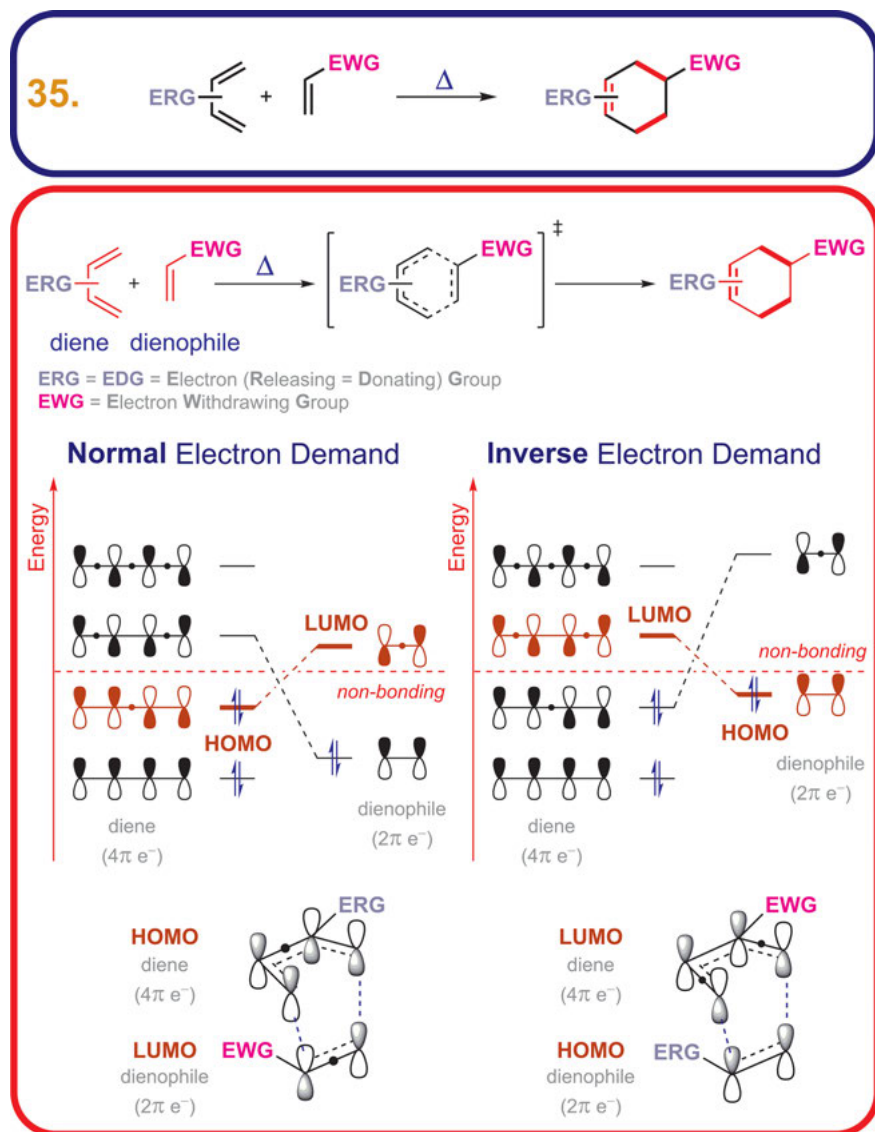 35.
ERG
+
EWG
Δ
ERG
EWG
ERG
+
EWG
Δ
ERG
EWG
‡
ERG
EWG
diene dienophile
ERG = EDG = Electron (Releasing = Donating) Group
EWG = Electron Withdrawing Group
Normal Electron Demand
Energy
LUMO
non-bonding
HOMO
diene
(4π e⁻)
dienophile
(2π e⁻)
Inverse Electron Demand
Energy
LUMO
non-bonding
HOMO
diene
(4π e⁻)
dienophile
(2π e⁻)
ERG
HOMO
diene
(4π e⁻)
LUMO
dienophile
(2π e⁻)
EWG
EWG
LUMO
diene
(4π e⁻)
HOMO
dienophile
(2π e⁻)
ERG